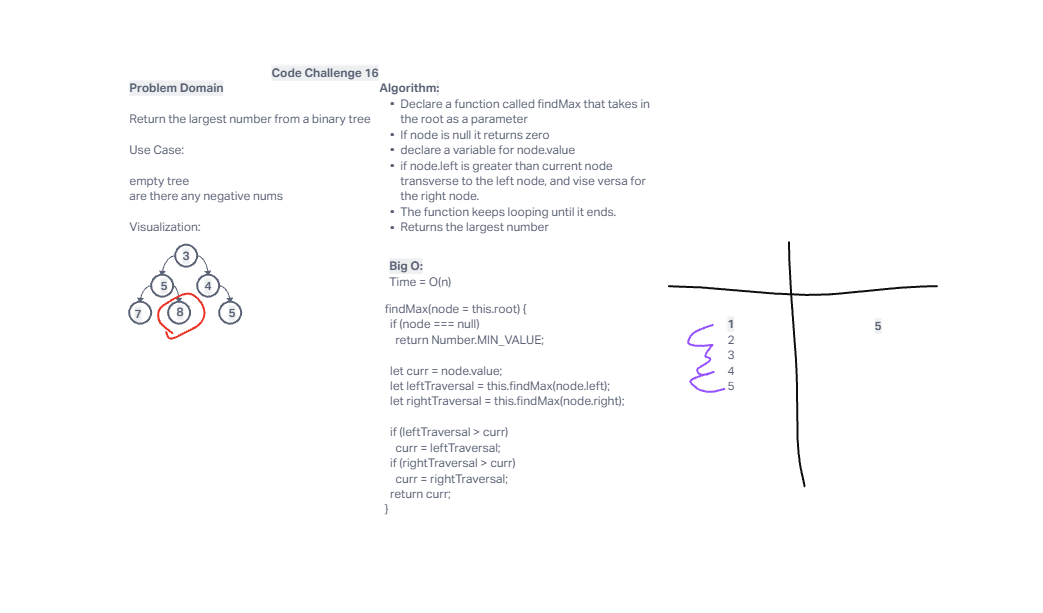 Code Challenge 16
Problem Domain
Return the largest number from a binary tree
Use Case:
empty tree
are there any negative nums
Visualization:
3
5 4
7 8 5
Algorithm:
• Declare a function called findMax that takes in
the root as a parameter
• If node is null it returns zero
• declare a variable for node.value
• if node.left is greater than current node
transverse to the left node, and vise versa for
the right node.
• The function keeps looping until it ends.
• Returns the largest number
Big O:
Time = O(n)
findMax(node = this.root) {
if (node === null)
return Number.MIN_VALUE;
let curr = node.value;
let leftTraversal = this.findMax(node.left);
let rightTraversal = this.findMax(node.right);
if (leftTraversal > curr)
curr = leftTraversal;
if (rightTraversal > curr)
curr = rightTraversal;
return curr;
}
1
2
3
4
5
5